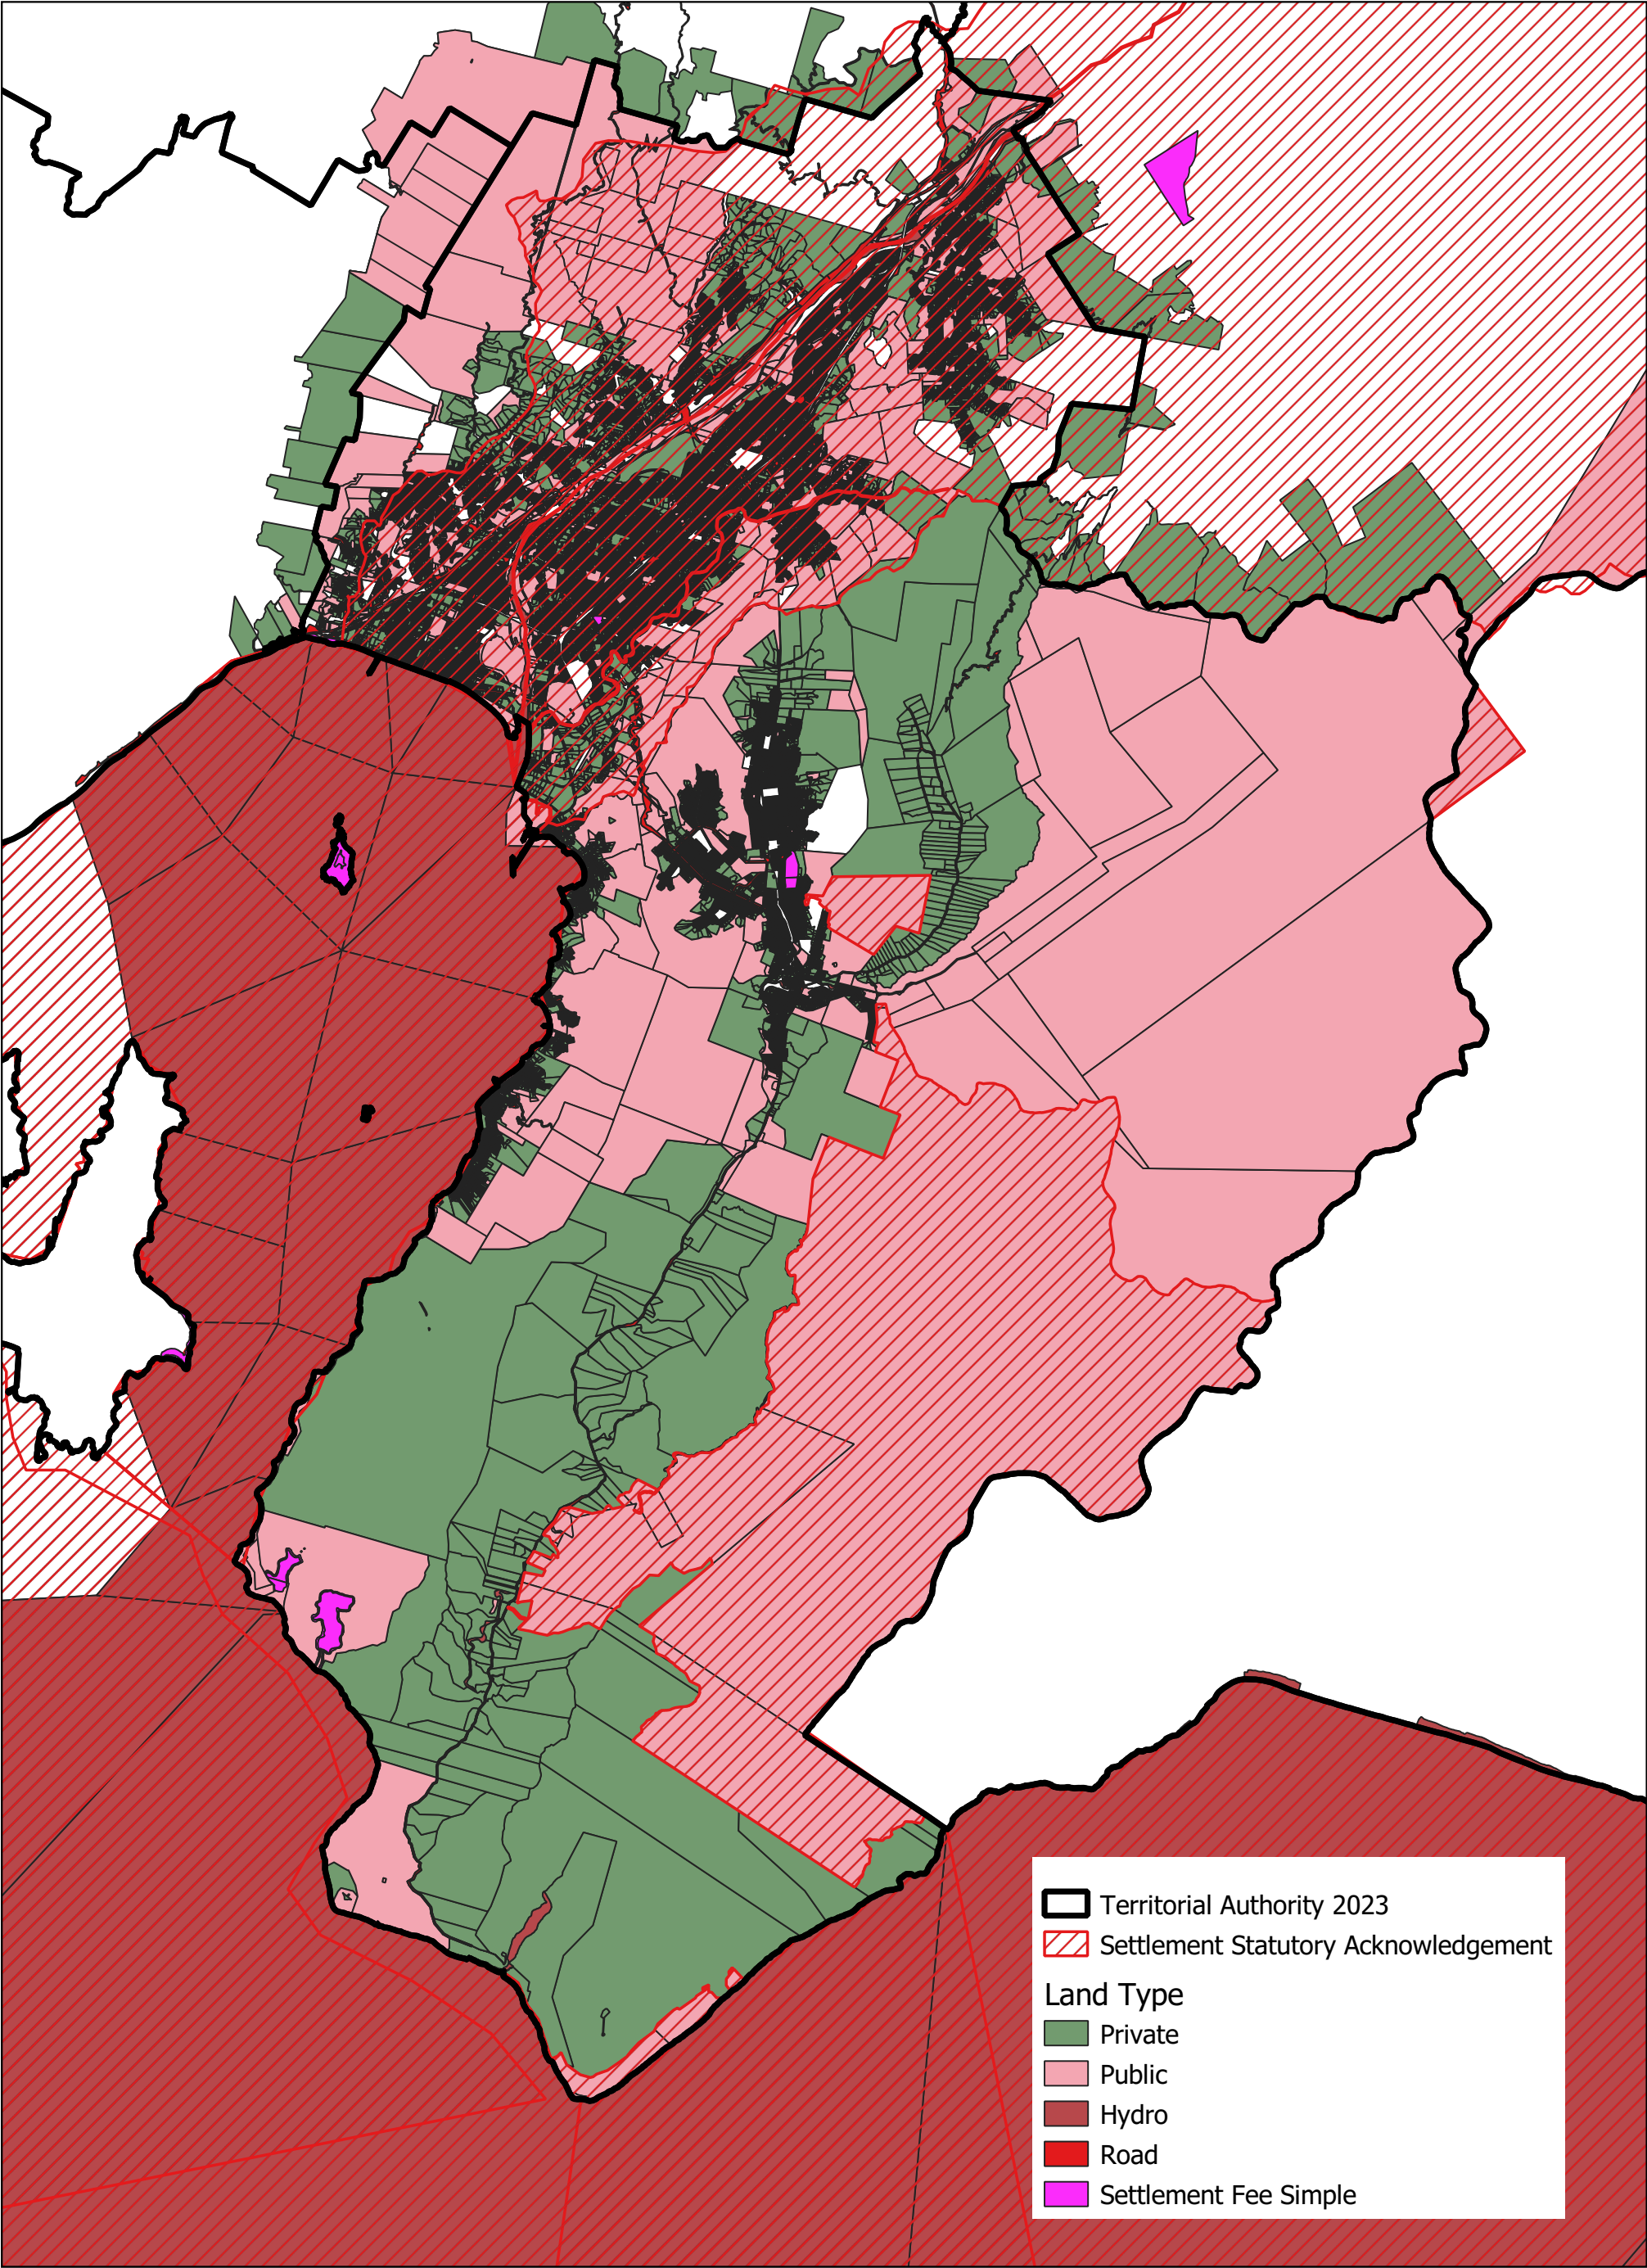 Territorial Authority 2023
Settlement Statutory Acknowledgement
Land Type
Private
Public
Hydro
Road
Settlement Fee Simple